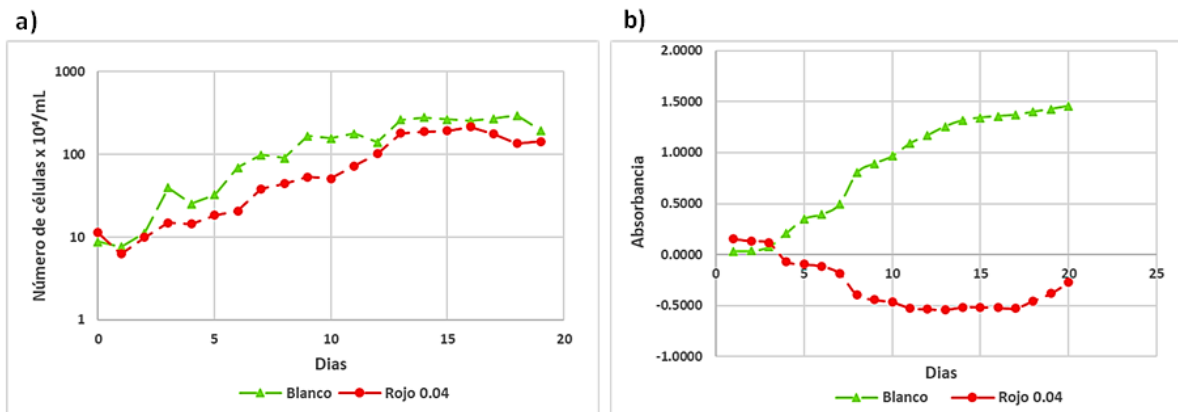 a)
Número de células x 10⁴/mL
1000
100
10
1
0
5
10
15
20
Dias
Blanco
Rojo 0.04
b)
Absorbancia
2.0000
1.5000
1.0000
0.5000
0.0000
-0.5000
-1.0000
0
5
10
15
20
25
Dias
Blanco
Rojo 0.04